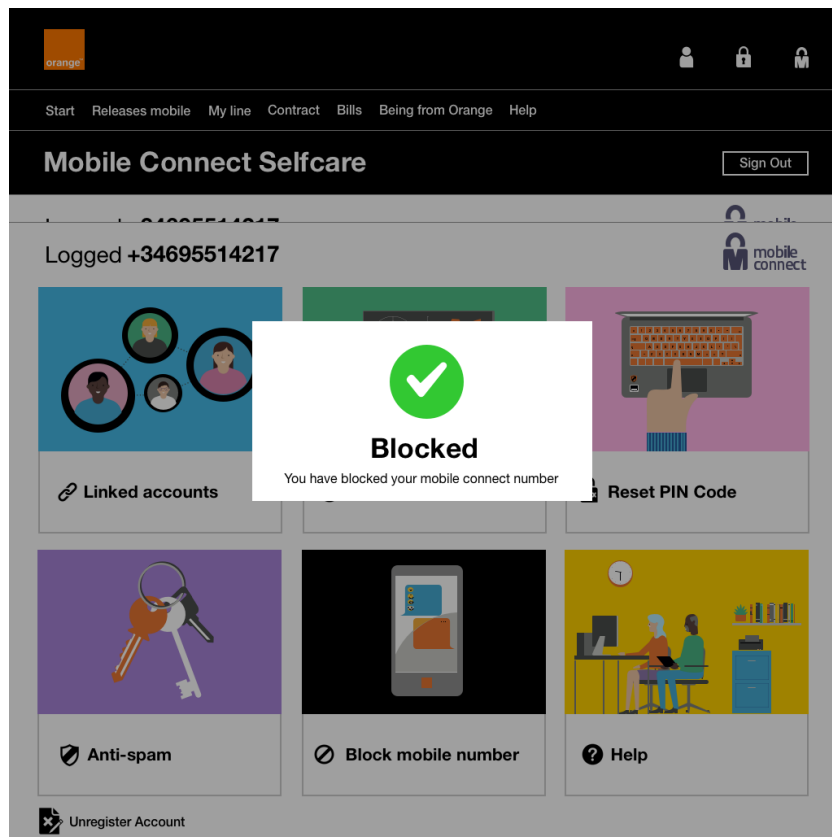 orange™
Start Releases mobile My line Contract Bills Being from Orange Help
Mobile Connect Selfcare
Sign Out
Logged +34695514217
mobile
connect
Blocked
You have blocked your mobile connect number
Linked accounts
Reset PIN Code
Anti-spam
Block mobile number
Help
Unregister Account